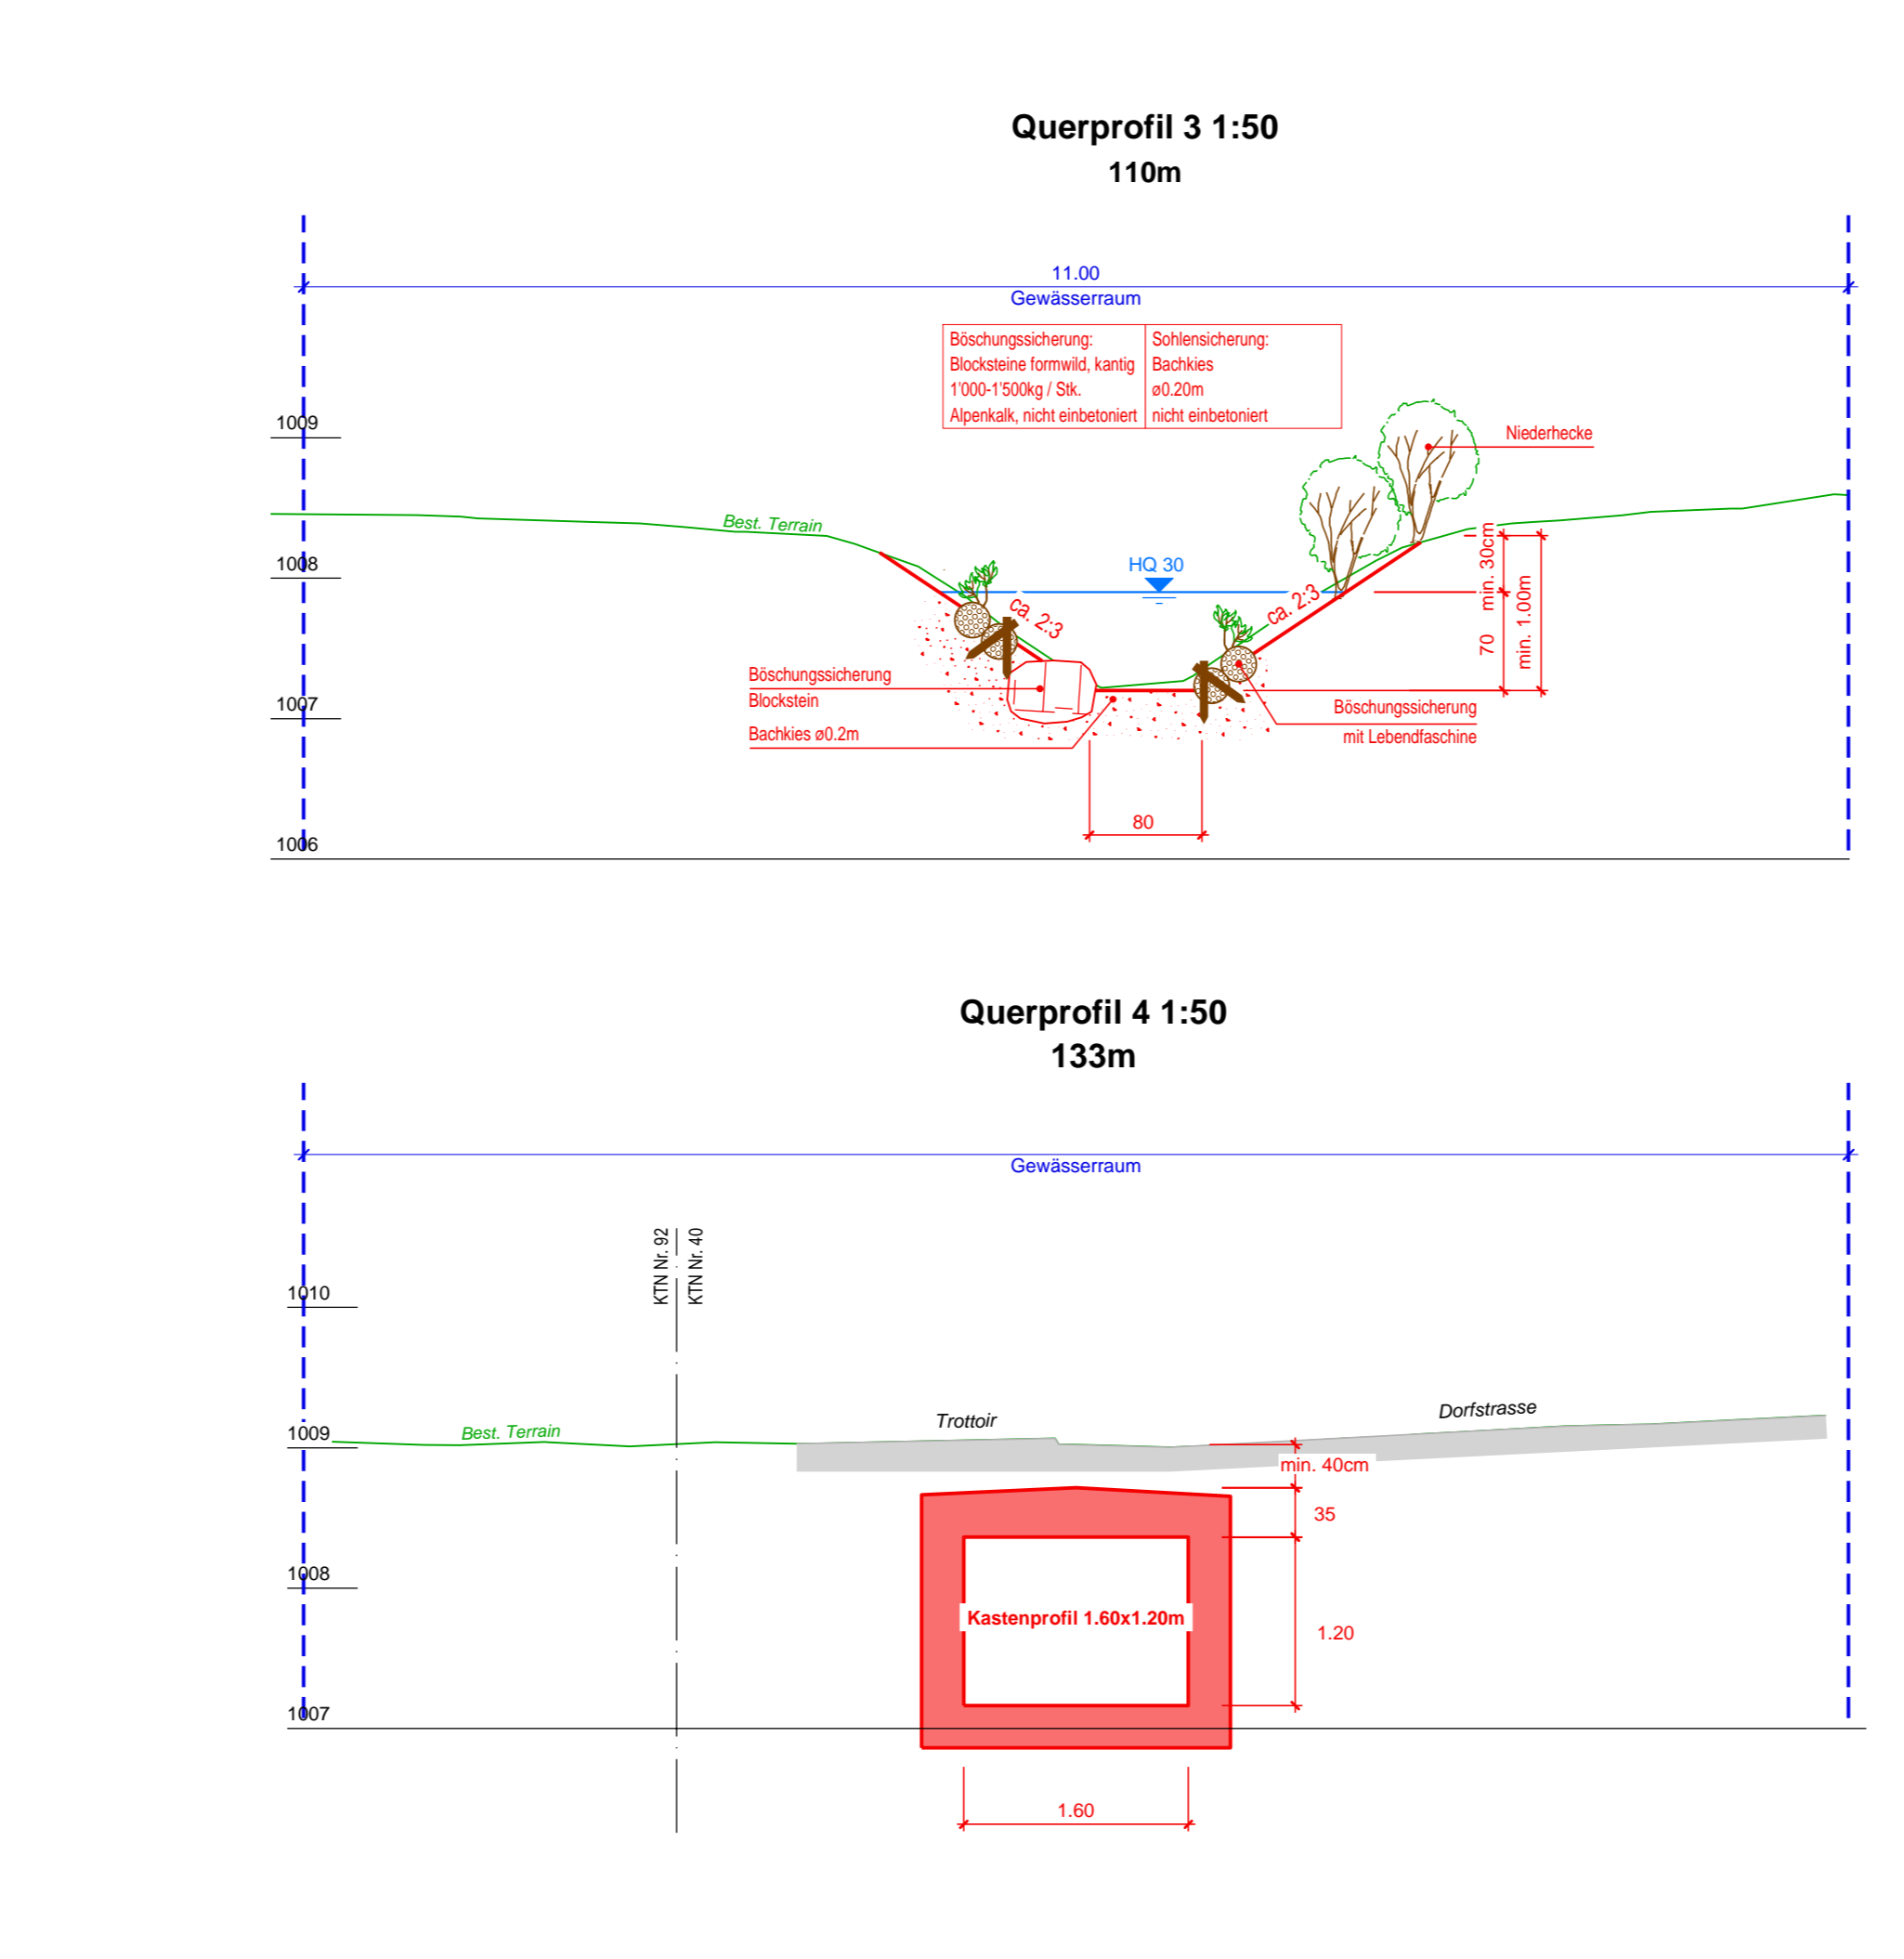 Querprofil 3 1:50
110m
11.00
Gewässerraum
Böschungssicherung:
Blocksteine formwild, kantig
1'000-1'500kg / Stk.
Alpenkalk, nicht einbetoniert
Sohlensicherung:
Bachkies
ø0.20m
nicht einbetoniert
1009
Niederhecke
Best. Terrain
1008
HQ 30
ca. 2:3
ca. 2:3
min. 30cm
70
min. 1.00m
Böschungssicherung
Blockstein
Bachkies ø0.2m
1007
Böschungssicherung
mit Lebendfaschine
80
1006
Querprofil 4 1:50
133m
Gewässerraum
KTN Nr. 92
KTN Nr. 40
1010
1009
Best. Terrain
Trottoir
Dorfstrasse
min. 40cm
35
1008
Kastenprofil 1.60x1.20m
1.20
1007
1.60